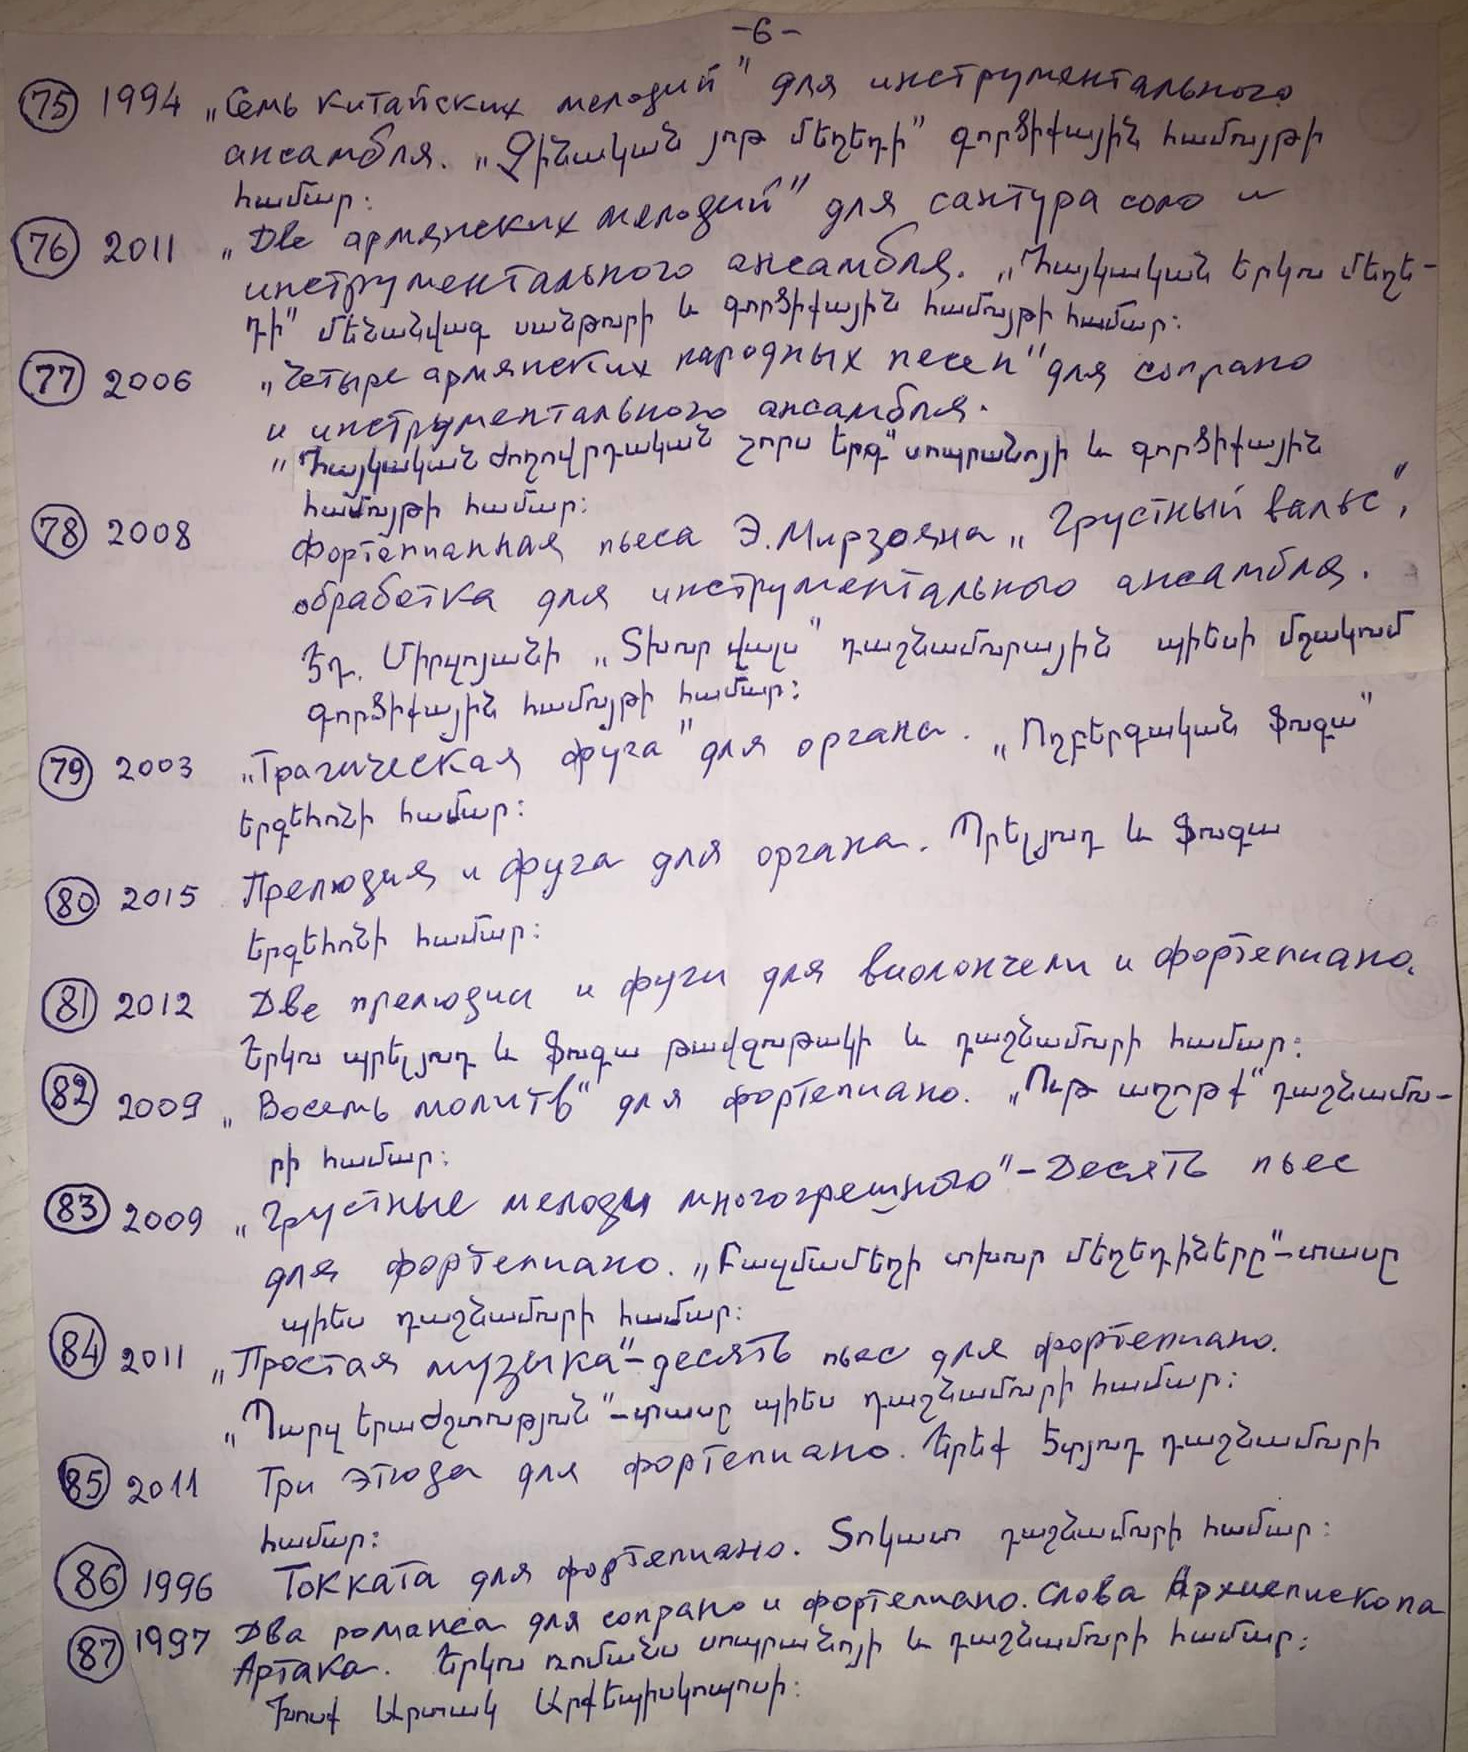 -6-
75 1994 „Семь китайских мелодий" для инструментального
ансамбля. „Չինական յոթ մեղեդի" գործիքային համույթի
համար:
76 2011 „Две армянских мелодий" для сантура соло и
инструментального ансамбля. „Հայկական երկու մեղե-
դի" մենանվագ սանթուրի և գործիքային համույթի համար:
77 2006 „Четыре армянских народных песен" для сопрано
и инструментального ансамбля.
„Հայկական ժողովրդական չորս երգ" սոպրանոյի և գործիքային
համույթի համար:
78 2008 Фортепианная пьеса Э.Мирзояна „Грустный вальс",
обработка для инструментального ансамбля.
Էդ. Միրզոյանի „Տխուր վալս" դաշնամուրային պիեսի մշակում
գործիքային համույթի համար:
79 2003 „Трагическая фуга" для органа. „Ողբերգական ֆուգա"
երգեհոնի համար:
80 2015 Прелюдия и фуга для органа. Պրելյուդ և ֆուգա
երգեհոնի համար:
81 2012 Две прелюдии и фуги для виолончели и фортепиано.
Երկու պրելյուդ և ֆուգա թավջութակի և դաշնամուրի համար:
82 2009 „Восемь молитв" для фортепиано. „Ութ աղոթք" դաշնամու-
րի համար:
83 2009 „Грустные мелоди многогрешного"-Десять пьес
для фортепиано. „Բազմամեղի տխուր մեղեդիները"-տասը
պիես դաշնամուրի համար:
84 2011 „Простая музыка"-десять пьес для фортепиано.
„Պարզ երաժշտություն"-տասը պիես դաշնամուրի համար:
85 2011 Три этюда для фортепиано. Երեք էտյուդ դաշնամուրի
համար:
86 1996 Токката для фортепиано. Տոկատ դաշնամուրի համար:
87 1997 Два романса для сопрано и фортепиано. Слова Архиепископа
Артака. Երկու ռոմանս սոպրանոյի և դաշնամուրի համար:
Խոսք Արտակ Արքեպիսկոպոսի: